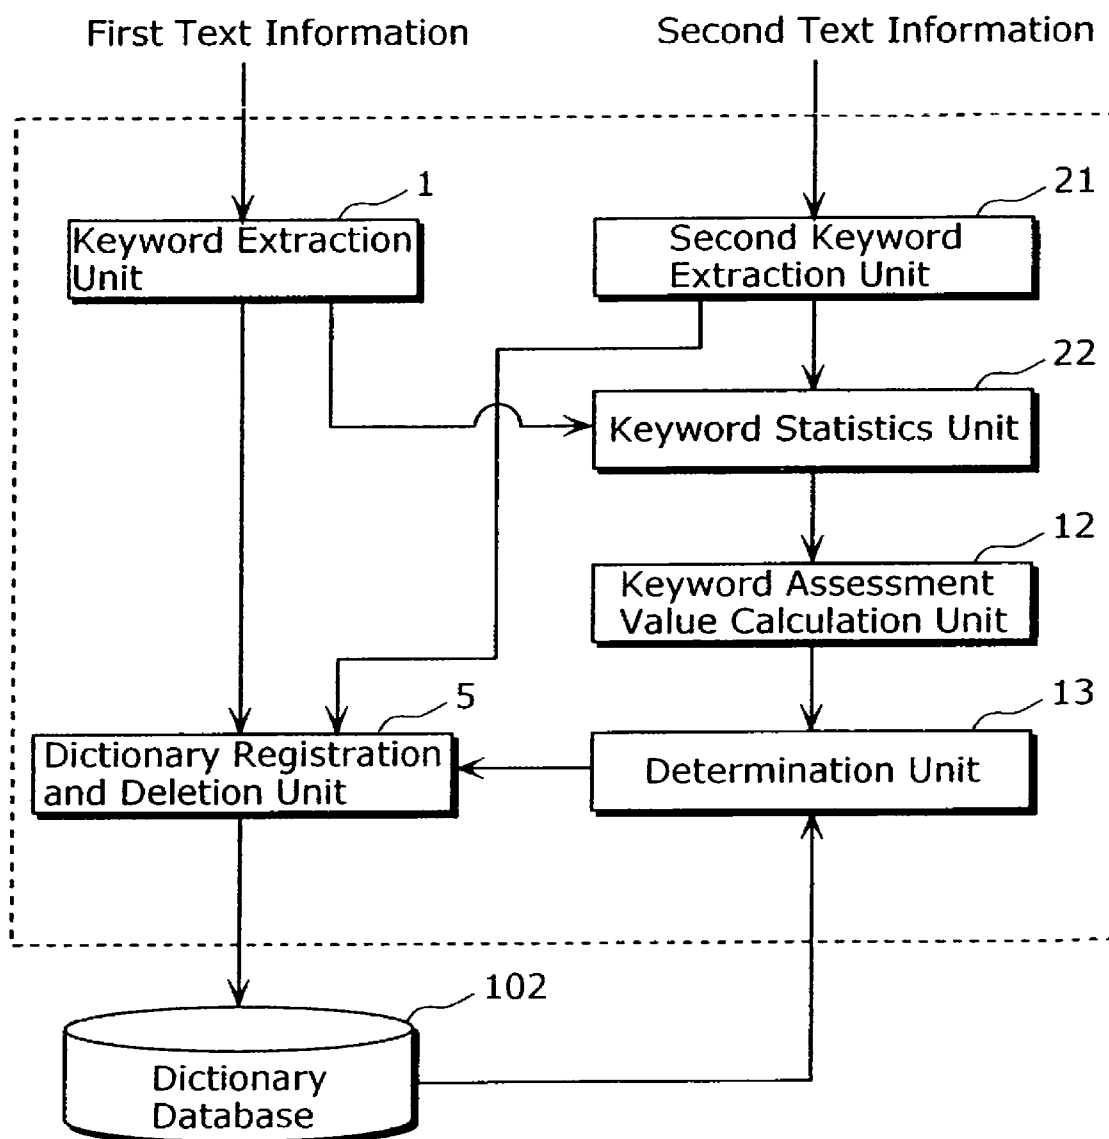 First Text Information
Second Text Information
1
21
Keyword Extraction
Unit
Second Keyword
Extraction Unit
22
Keyword Statistics Unit
12
Keyword Assessment
Value Calculation Unit
5
13
Dictionary Registration
and Deletion Unit
Determination Unit
102
Dictionary
Database